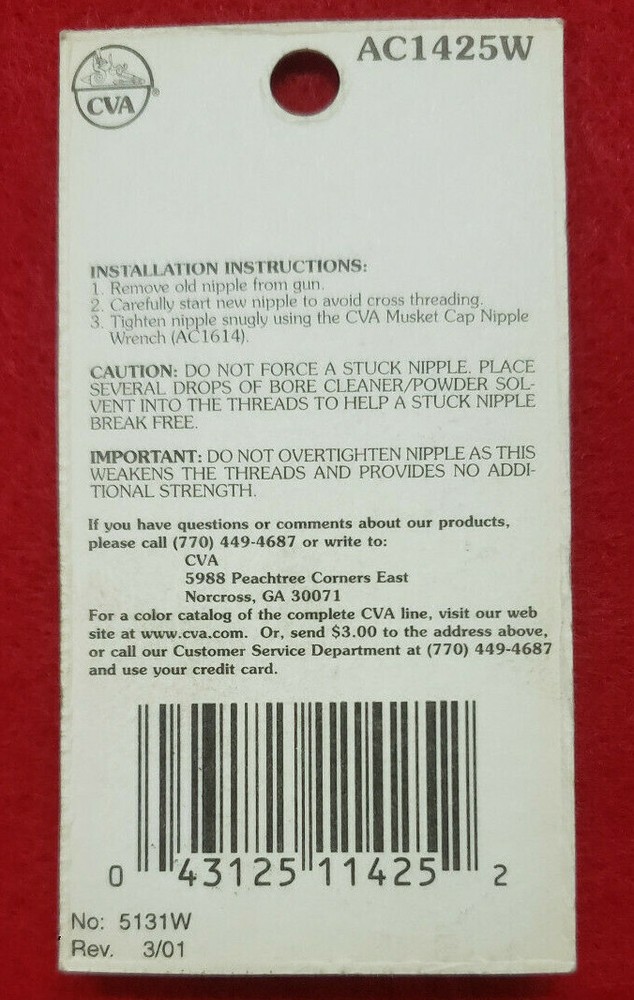 CVA
®
AC1425W
INSTALLATION INSTRUCTIONS:
1. Remove old nipple from gun.
2. Carefully start new nipple to avoid cross threading.
3. Tighten nipple snugly using the CVA Musket Cap Nipple
Wrench (AC1614).
CAUTION: DO NOT FORCE A STUCK NIPPLE. PLACE
SEVERAL DROPS OF BORE CLEANER/POWDER SOL-
VENT INTO THE THREADS TO HELP A STUCK NIPPLE
BREAK FREE.
IMPORTANT: DO NOT OVERTIGHTEN NIPPLE AS THIS
WEAKENS THE THREADS AND PROVIDES NO ADDI-
TIONAL STRENGTH.
If you have questions or comments about our products,
please call (770) 449-4687 or write to:
CVA
5988 Peachtree Corners East
Norcross, GA 30071
For a color catalog of the complete CVA line, visit our web
site at www.cva.com. Or, send $3.00 to the address above,
or call our Customer Service Department at (770) 449-4687
and use your credit card.
0 43125 11425 2
No: 5131W
Rev. 3/01